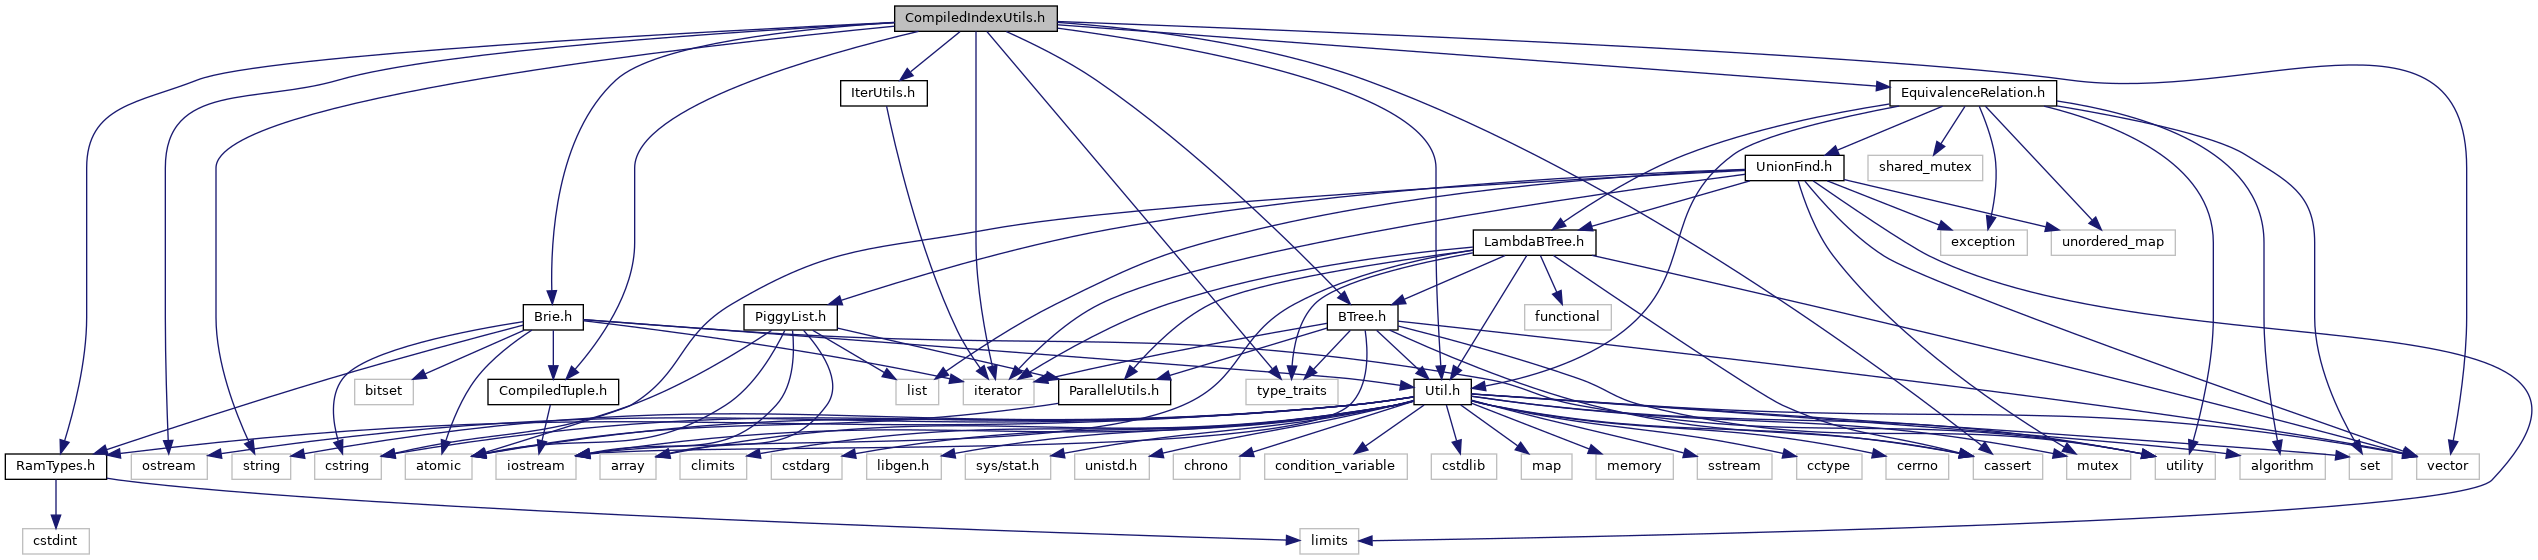 CompiledIndexUtils.h
IterUtils.h
EquivalenceRelation.h
UnionFind.h
shared_mutex
LambdaBTree.h
exception
unordered_map
Brie.h
PiggyList.h
BTree.h
functional
bitset
CompiledTuple.h
list
iterator
ParallelUtils.h
type_traits
Util.h
RamTypes.h
ostream
string
cstring
atomic
iostream
array
climits
cstdarg
libgen.h
sys/stat.h
unistd.h
chrono
condition_variable
cstdlib
map
memory
sstream
cctype
cerrno
cassert
mutex
utility
algorithm
set
vector
cstdint
limits